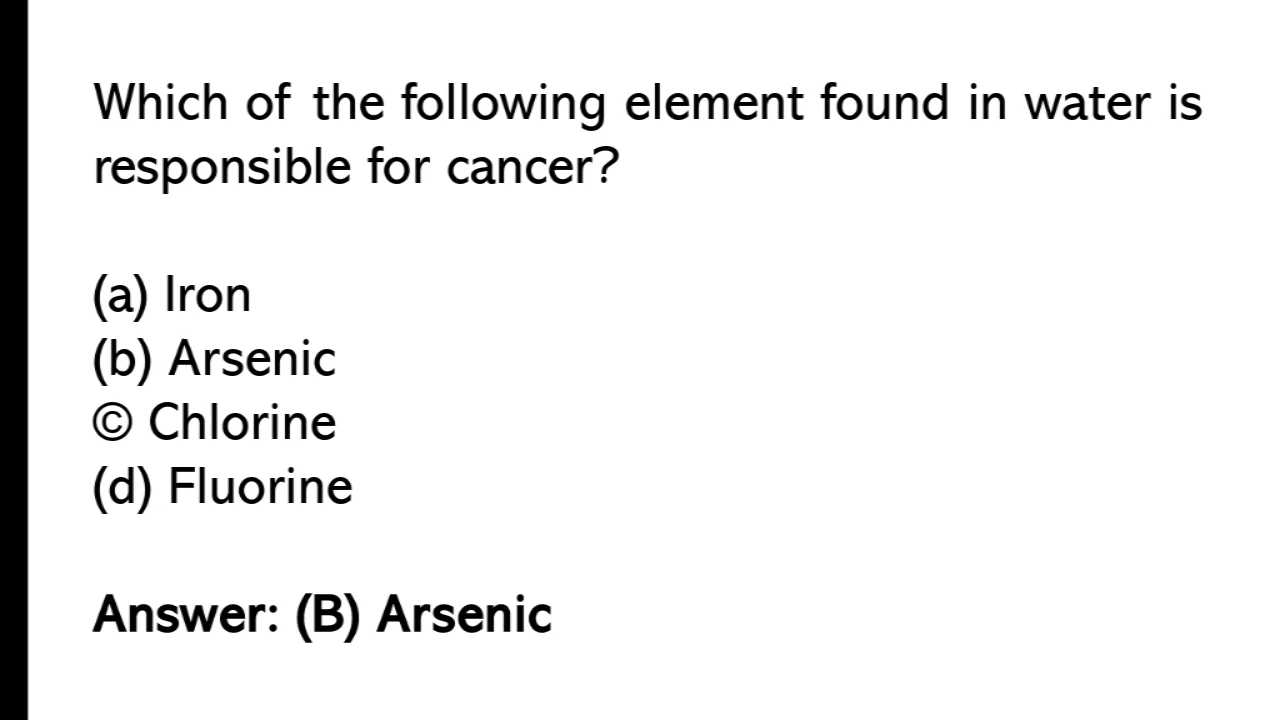 Which of the following element found in water is
responsible for cancer?
(a) Iron
(b) Arsenic
© Chlorine
(d) Fluorine
Answer: (B) Arsenic